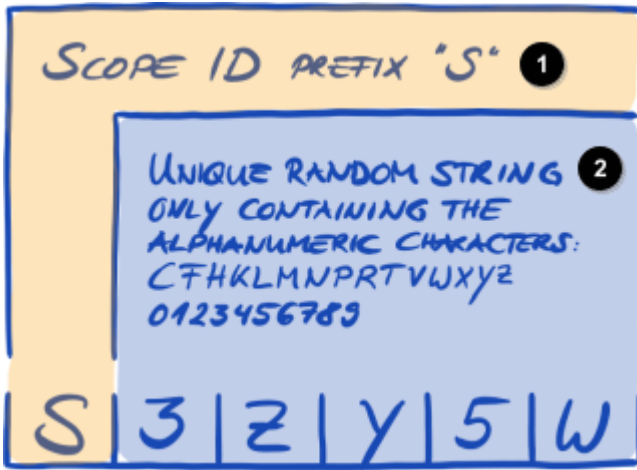 SCOPE ID PREFIX "S" 1
UNIQUE RANDOM STRING 2
ONLY CONTAINING THE
ALPHANUMERIC CHARACTERS:
CFHKLMNPRTVWXYZ
0123456789
S 3 Z Y 5 W